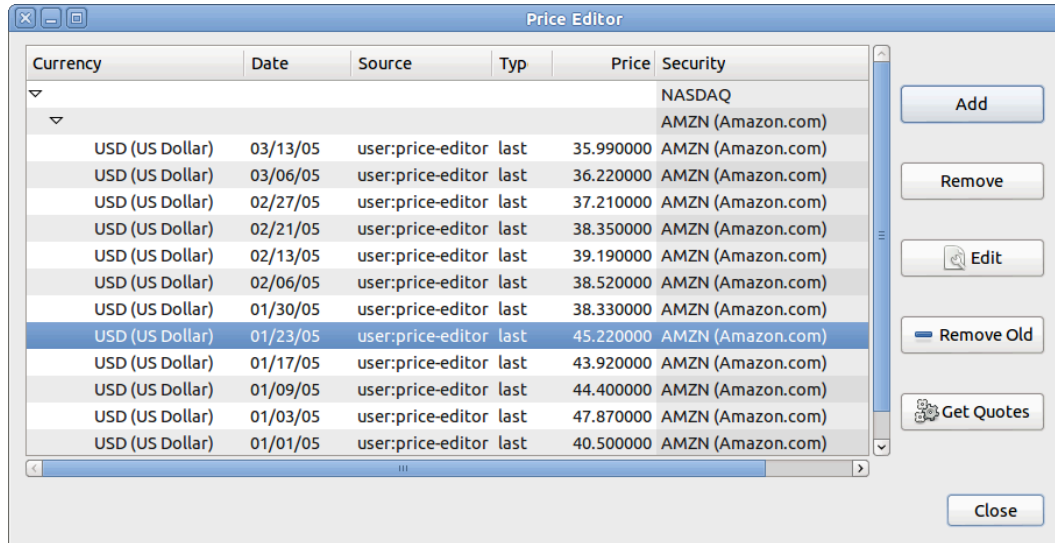 Price Editor
Currency Date Source Typ Price Security
NASDAQ
AMZN (Amazon.com)
USD (US Dollar) 03/13/05 user:price-editor last 35.990000 AMZN (Amazon.com)
USD (US Dollar) 03/06/05 user:price-editor last 36.220000 AMZN (Amazon.com)
USD (US Dollar) 02/27/05 user:price-editor last 37.210000 AMZN (Amazon.com)
USD (US Dollar) 02/21/05 user:price-editor last 38.350000 AMZN (Amazon.com)
USD (US Dollar) 02/13/05 user:price-editor last 39.190000 AMZN (Amazon.com)
USD (US Dollar) 02/06/05 user:price-editor last 38.520000 AMZN (Amazon.com)
USD (US Dollar) 01/30/05 user:price-editor last 38.330000 AMZN (Amazon.com)
USD (US Dollar) 01/23/05 user:price-editor last 45.220000 AMZN (Amazon.com)
USD (US Dollar) 01/17/05 user:price-editor last 43.920000 AMZN (Amazon.com)
USD (US Dollar) 01/09/05 user:price-editor last 44.400000 AMZN (Amazon.com)
USD (US Dollar) 01/03/05 user:price-editor last 47.870000 AMZN (Amazon.com)
USD (US Dollar) 01/01/05 user:price-editor last 40.500000 AMZN (Amazon.com)
Add
Remove
Edit
Remove Old
Get Quotes
Close